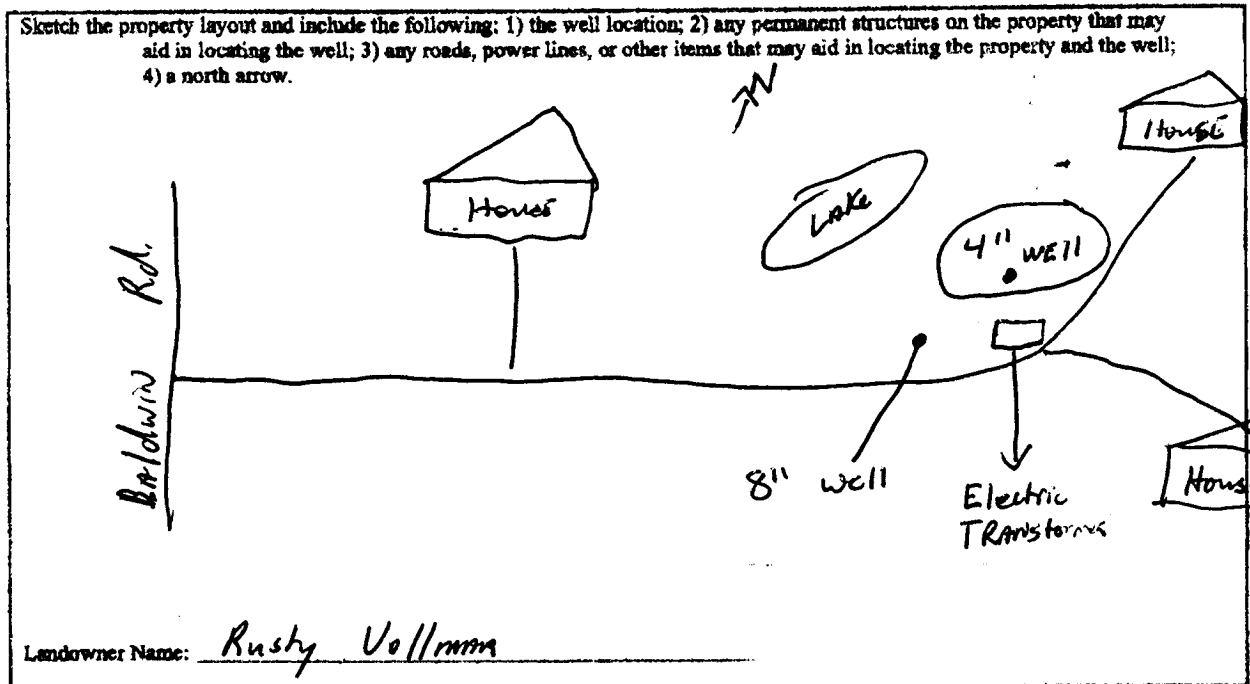 Sketch the property layout and include the following: 1) the well location; 2) any permanent structures on the property that may
aid in locating the well; 3) any roads, power lines, or other items that may aid in locating the property and the well;
4) a north arrow.
N
House
HOUSE
LAKE
4" WELL
Baldwin Rd.
8" well
Electric
TRANSformer
Hous
Landowner Name: Rusty Vollman